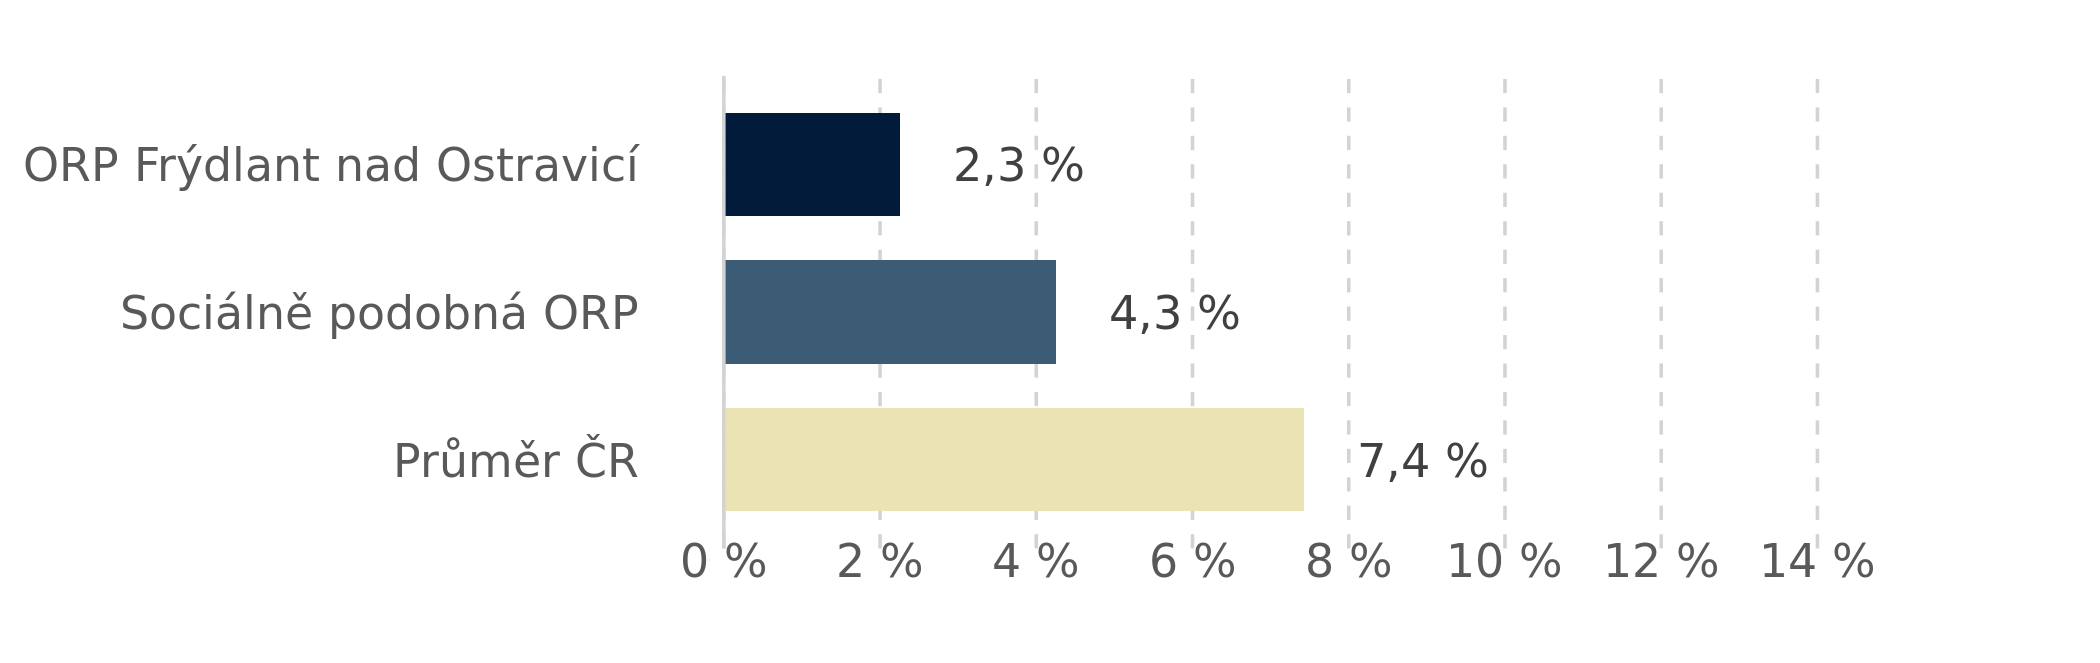 ORP Frýdlant nad Ostravicí 2,3 %
Sociálně podobná ORP 4,3 %
Průměr ČR 7,4 %
0 % 2 % 4 % 6 % 8 % 10 % 12 % 14 %